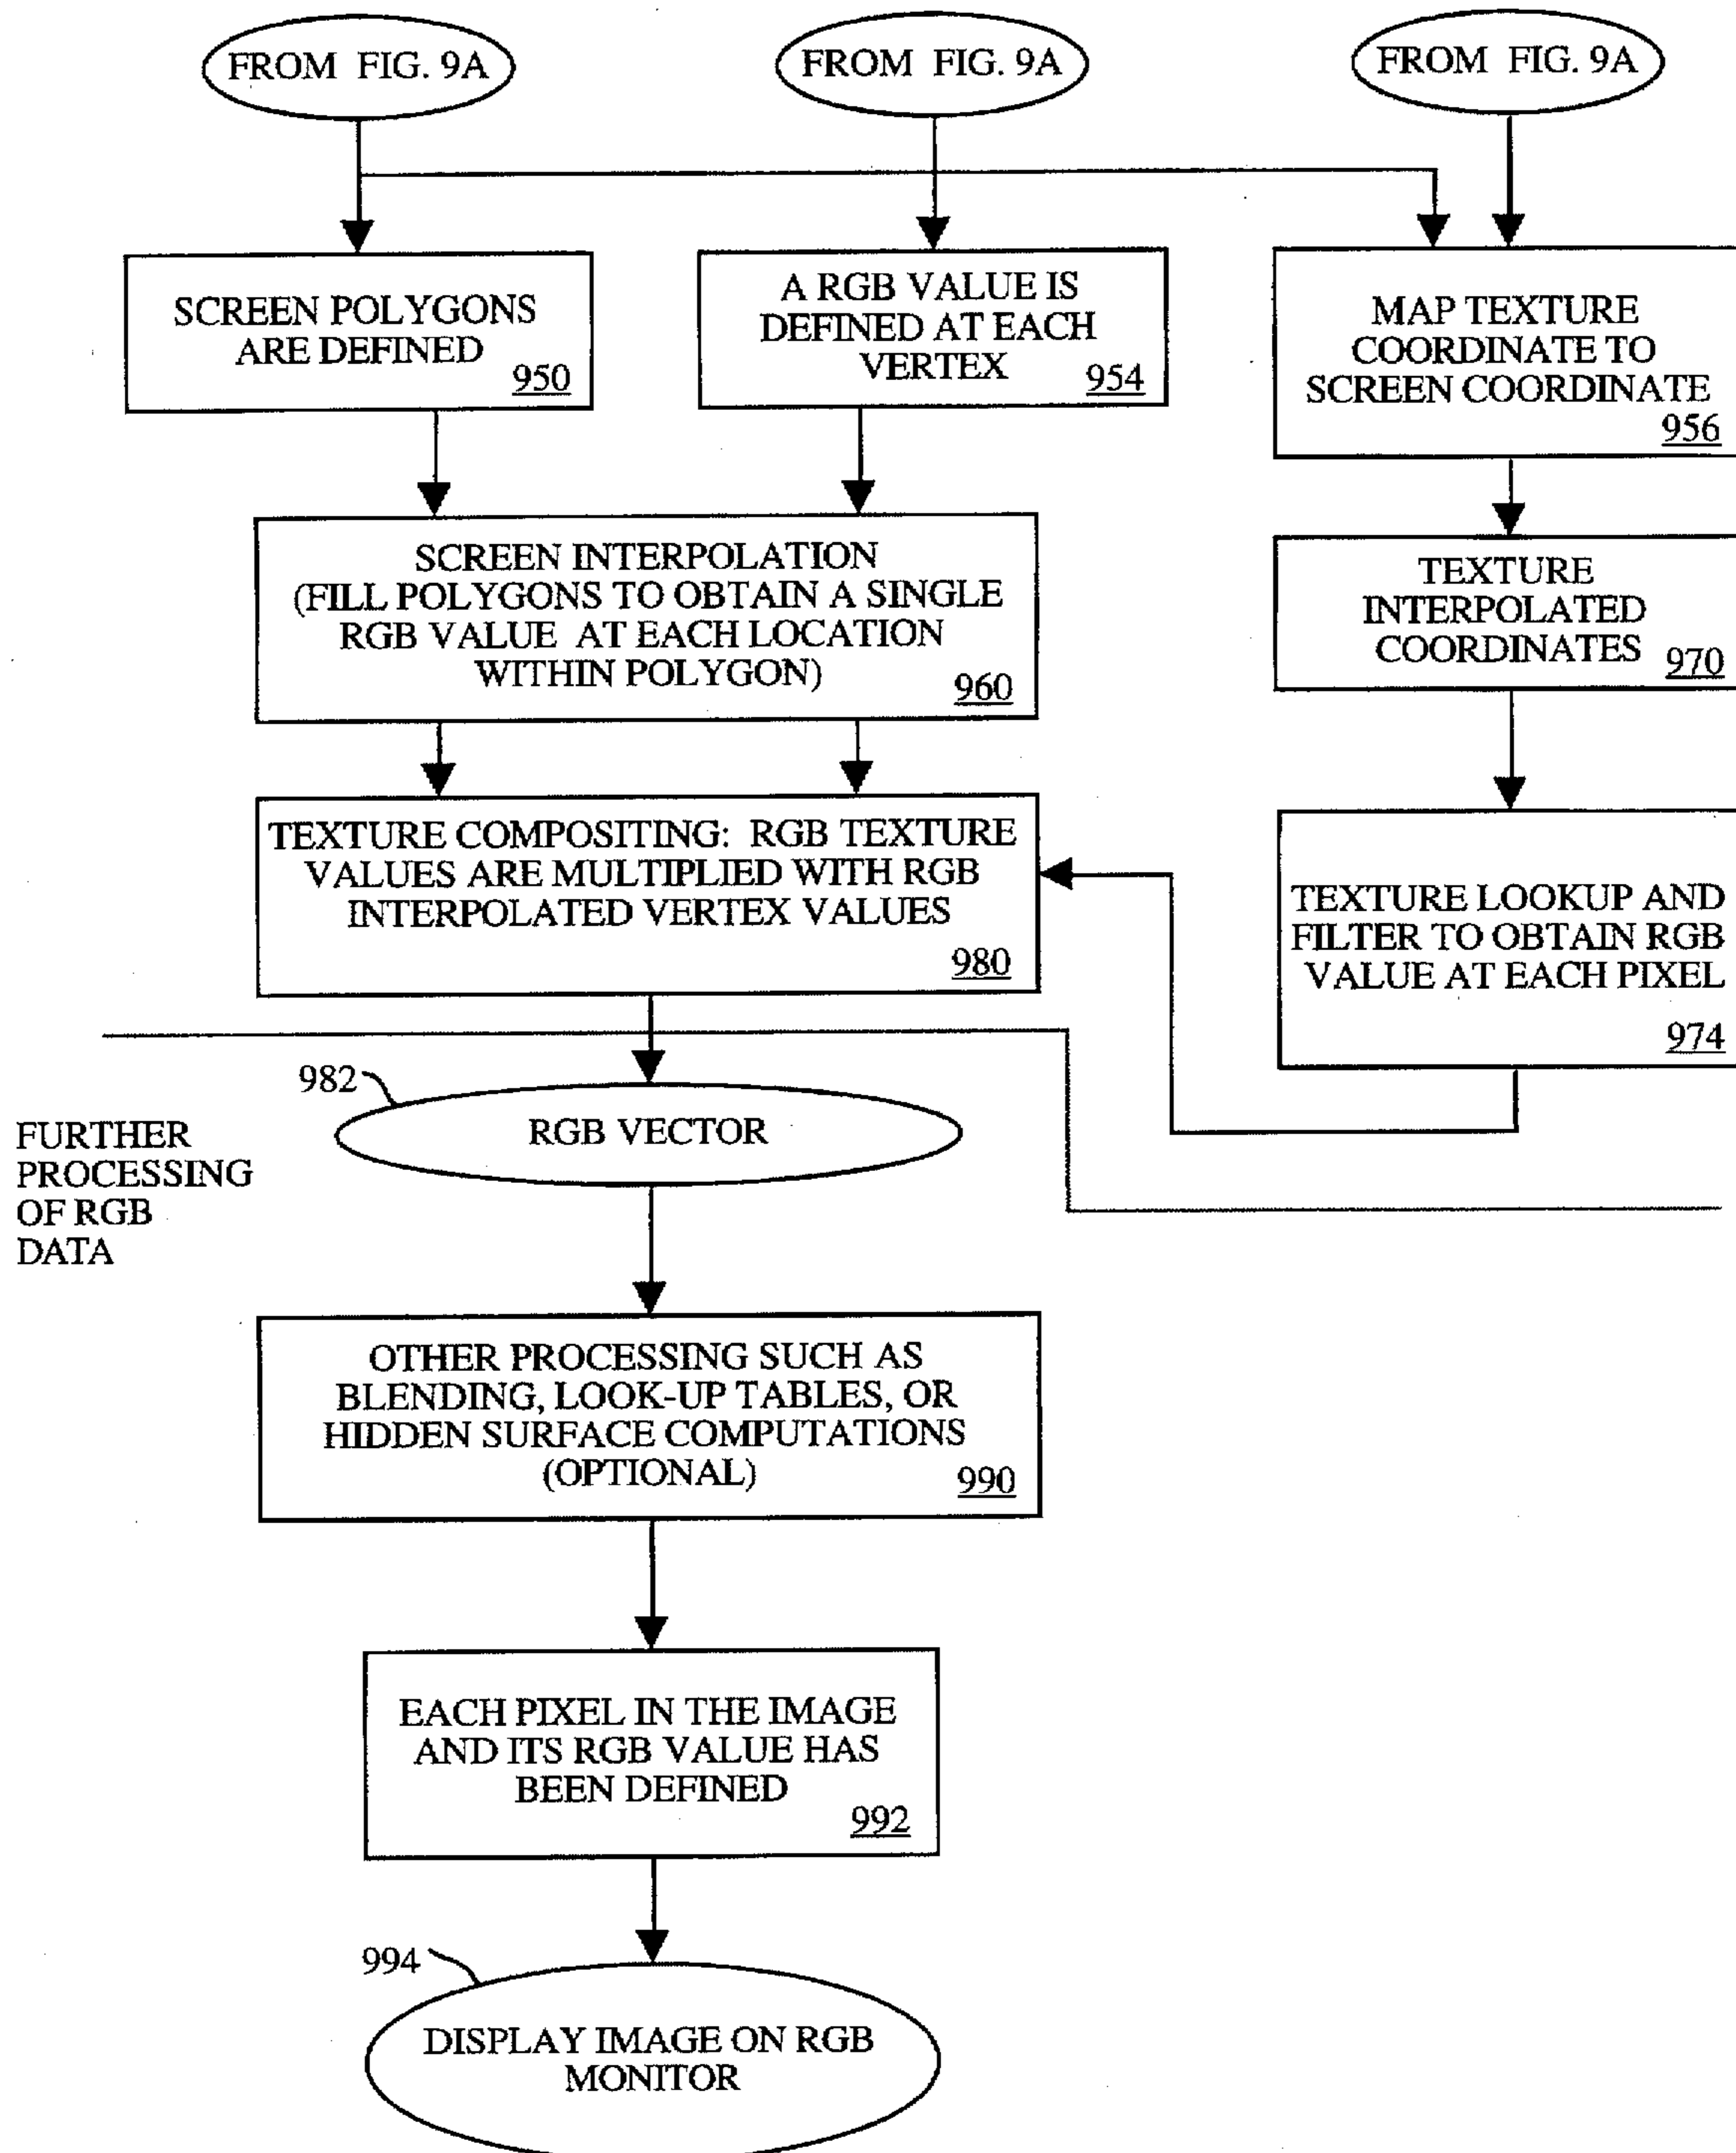 FROM FIG. 9A
FROM FIG. 9A
FROM FIG. 9A
SCREEN POLYGONS
ARE DEFINED
950
A RGB VALUE IS
DEFINED AT EACH
VERTEX
954
MAP TEXTURE
COORDINATE TO
SCREEN COORDINATE
956
SCREEN INTERPOLATION
(FILL POLYGONS TO OBTAIN A SINGLE
RGB VALUE AT EACH LOCATION
WITHIN POLYGON)
960
TEXTURE
INTERPOLATED
COORDINATES
970
TEXTURE COMPOSITING: RGB TEXTURE
VALUES ARE MULTIPLIED WITH RGB
INTERPOLATED VERTEX VALUES
980
TEXTURE LOOKUP AND
FILTER TO OBTAIN RGB
VALUE AT EACH PIXEL
974
982
RGB VECTOR
FURTHER
PROCESSING
OF RGB
DATA
OTHER PROCESSING SUCH AS
BLENDING, LOOK-UP TABLES, OR
HIDDEN SURFACE COMPUTATIONS
(OPTIONAL)
990
EACH PIXEL IN THE IMAGE
AND ITS RGB VALUE HAS
BEEN DEFINED
992
994
DISPLAY IMAGE ON RGB
MONITOR